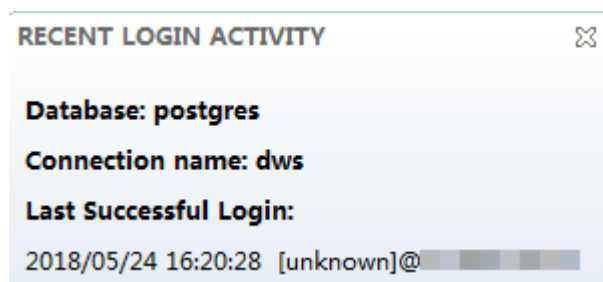 RECENT LOGIN ACTIVITY
Database: postgres
Connection name: dws
Last Successful Login:
2018/05/24 16:20:28 [unknown]@